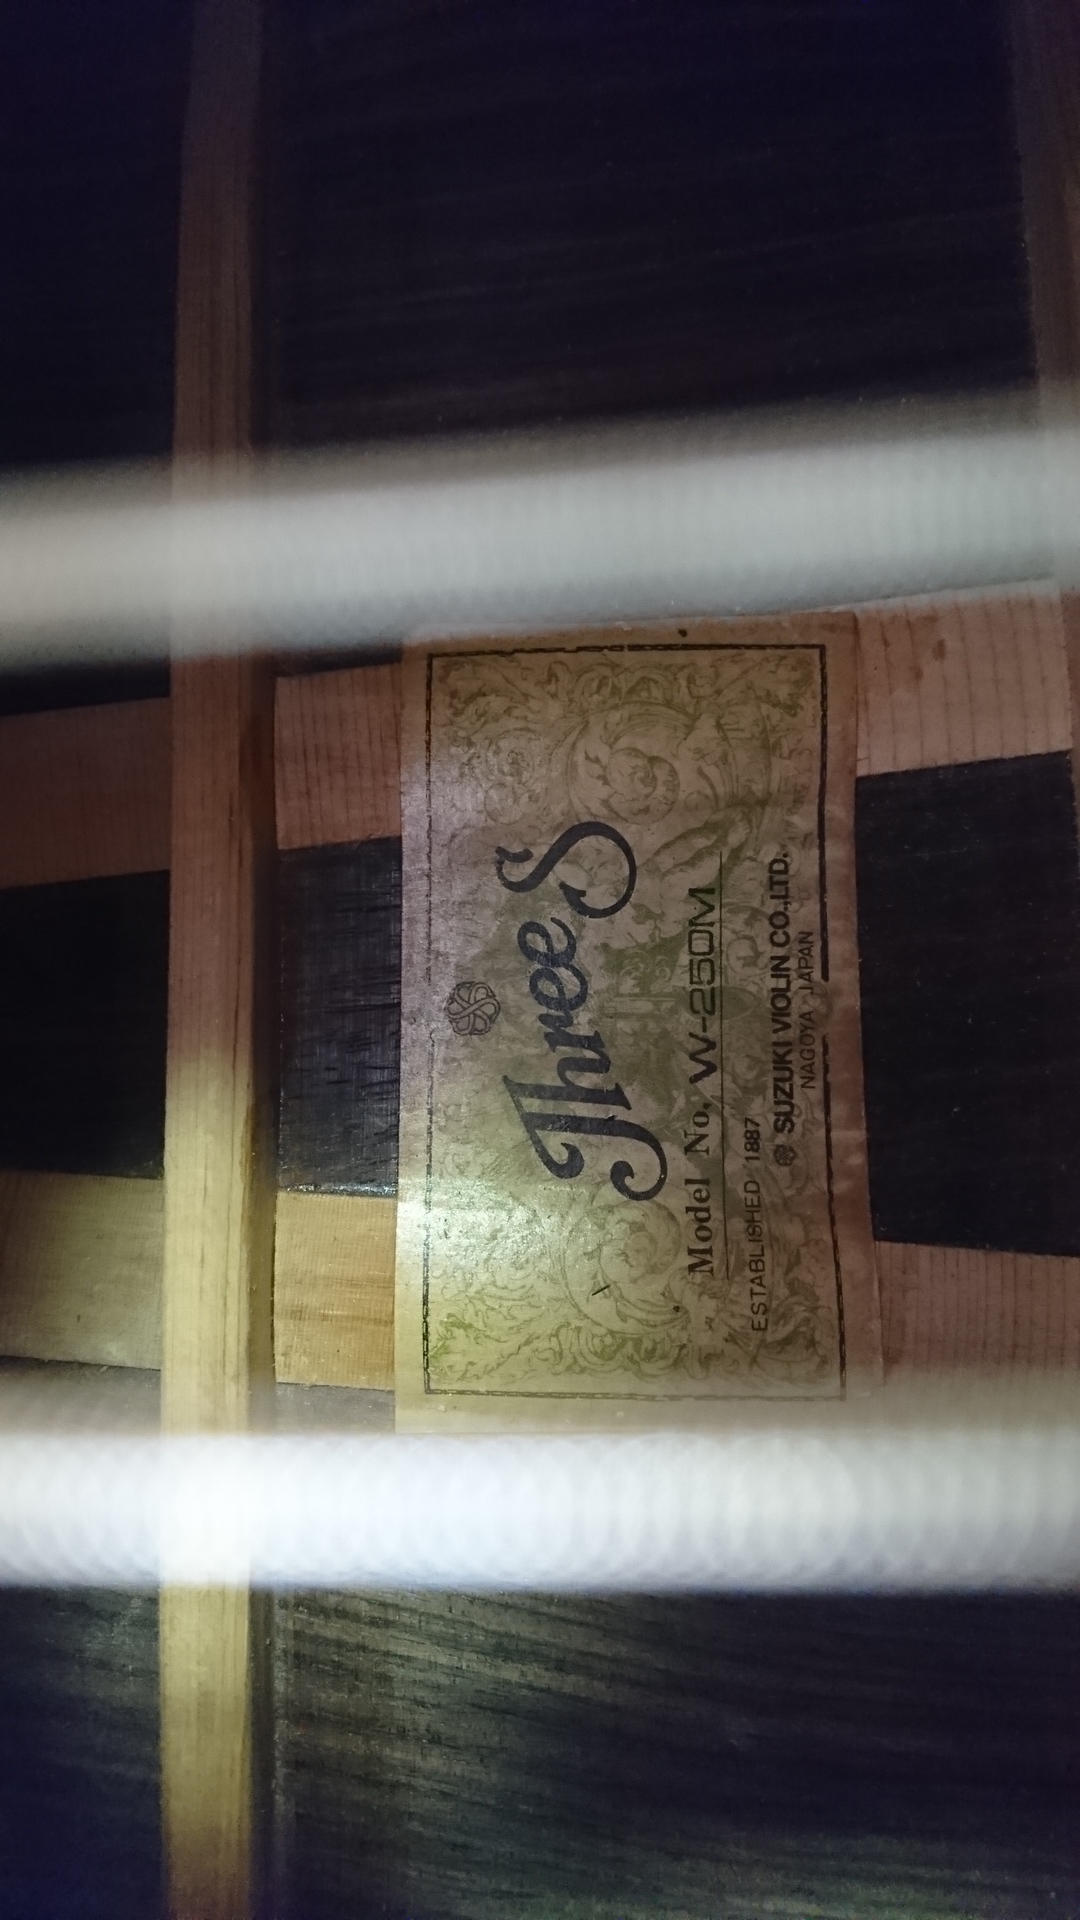 Three S
Model No. W-250M
ESTABLISHED 1887
SUZUKI VIOLIN CO.,LTD.
NAGOYA JAPAN